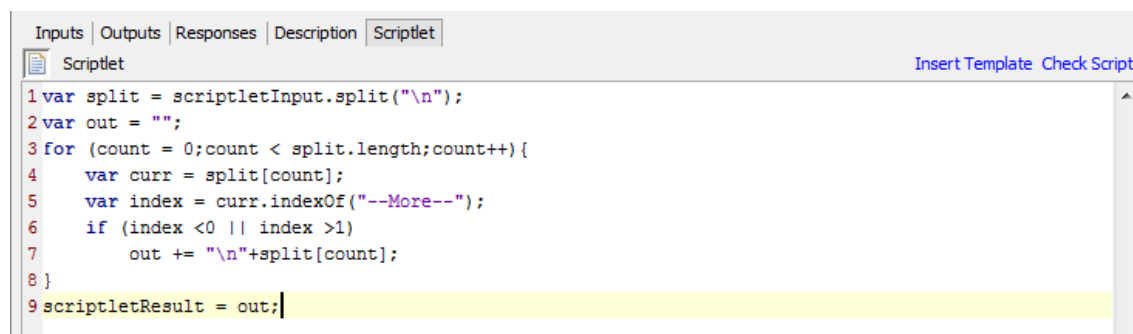 Inputs Outputs Responses Description Scriptlet
Scriptlet Insert Template Check Script
1 var split = scriptletInput.split("\n");
2 var out = "";
3 for (count = 0;count < split.length;count++){
4     var curr = split[count];
5     var index = curr.indexOf("--More--");
6     if (index <0 || index >1)
7         out += "\n"+split[count];
8 }
9 scriptletResult = out;